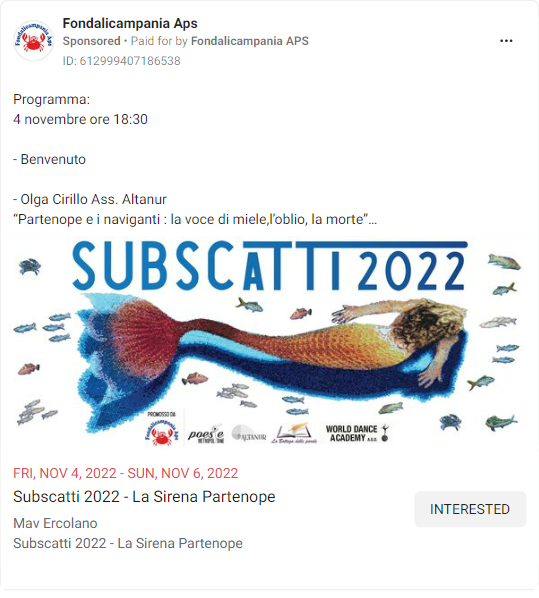 Fondalicampania Aps
Sponsored • Paid for by Fondalicampania APS
ID: 612999407186538
Programma:
4 novembre ore 18:30
- Benvenuto
- Olga Cirillo Ass. Altanur
“Partenope e i naviganti : la voce di miele,l’oblio, la morte”...
SUBSCATTI 2022
PROMOSSO DA
Fondalicampania Aps
poesie
METROPOLITANE
ALTANUR
La Bottega delle parole
WORLD DANCE
ACADEMY A.S.D.
FRI, NOV 4, 2022 - SUN, NOV 6, 2022
Subscatti 2022 - La Sirena Partenope
INTERESTED
Mav Ercolano
Subscatti 2022 - La Sirena Partenope